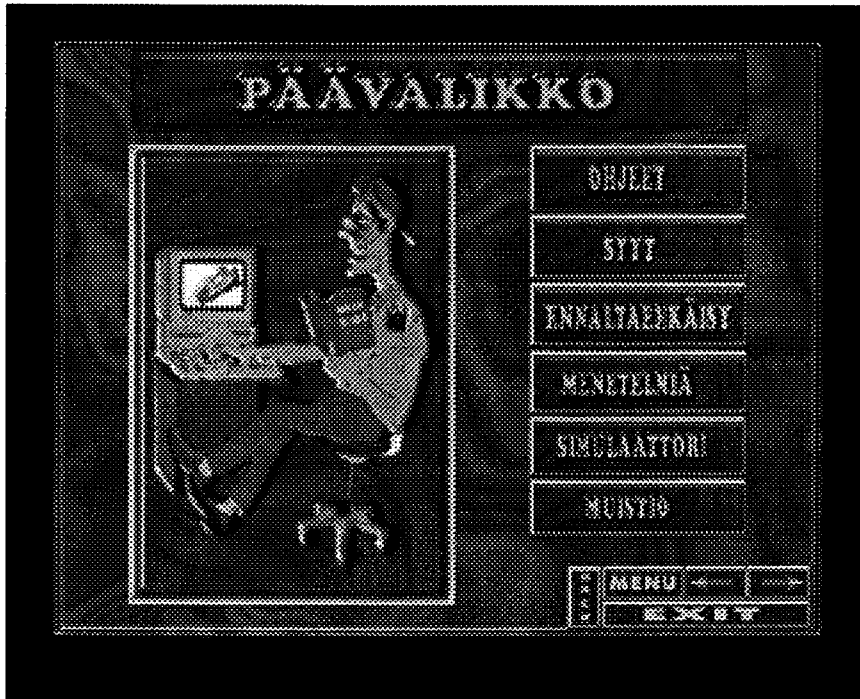 PÄÄVALIKKO
OHJEET
SYYT
ENNALTAEHKÄISY
MENETELMIÄ
SIMULAATTORI
MUISTIO
MENU
EXIT